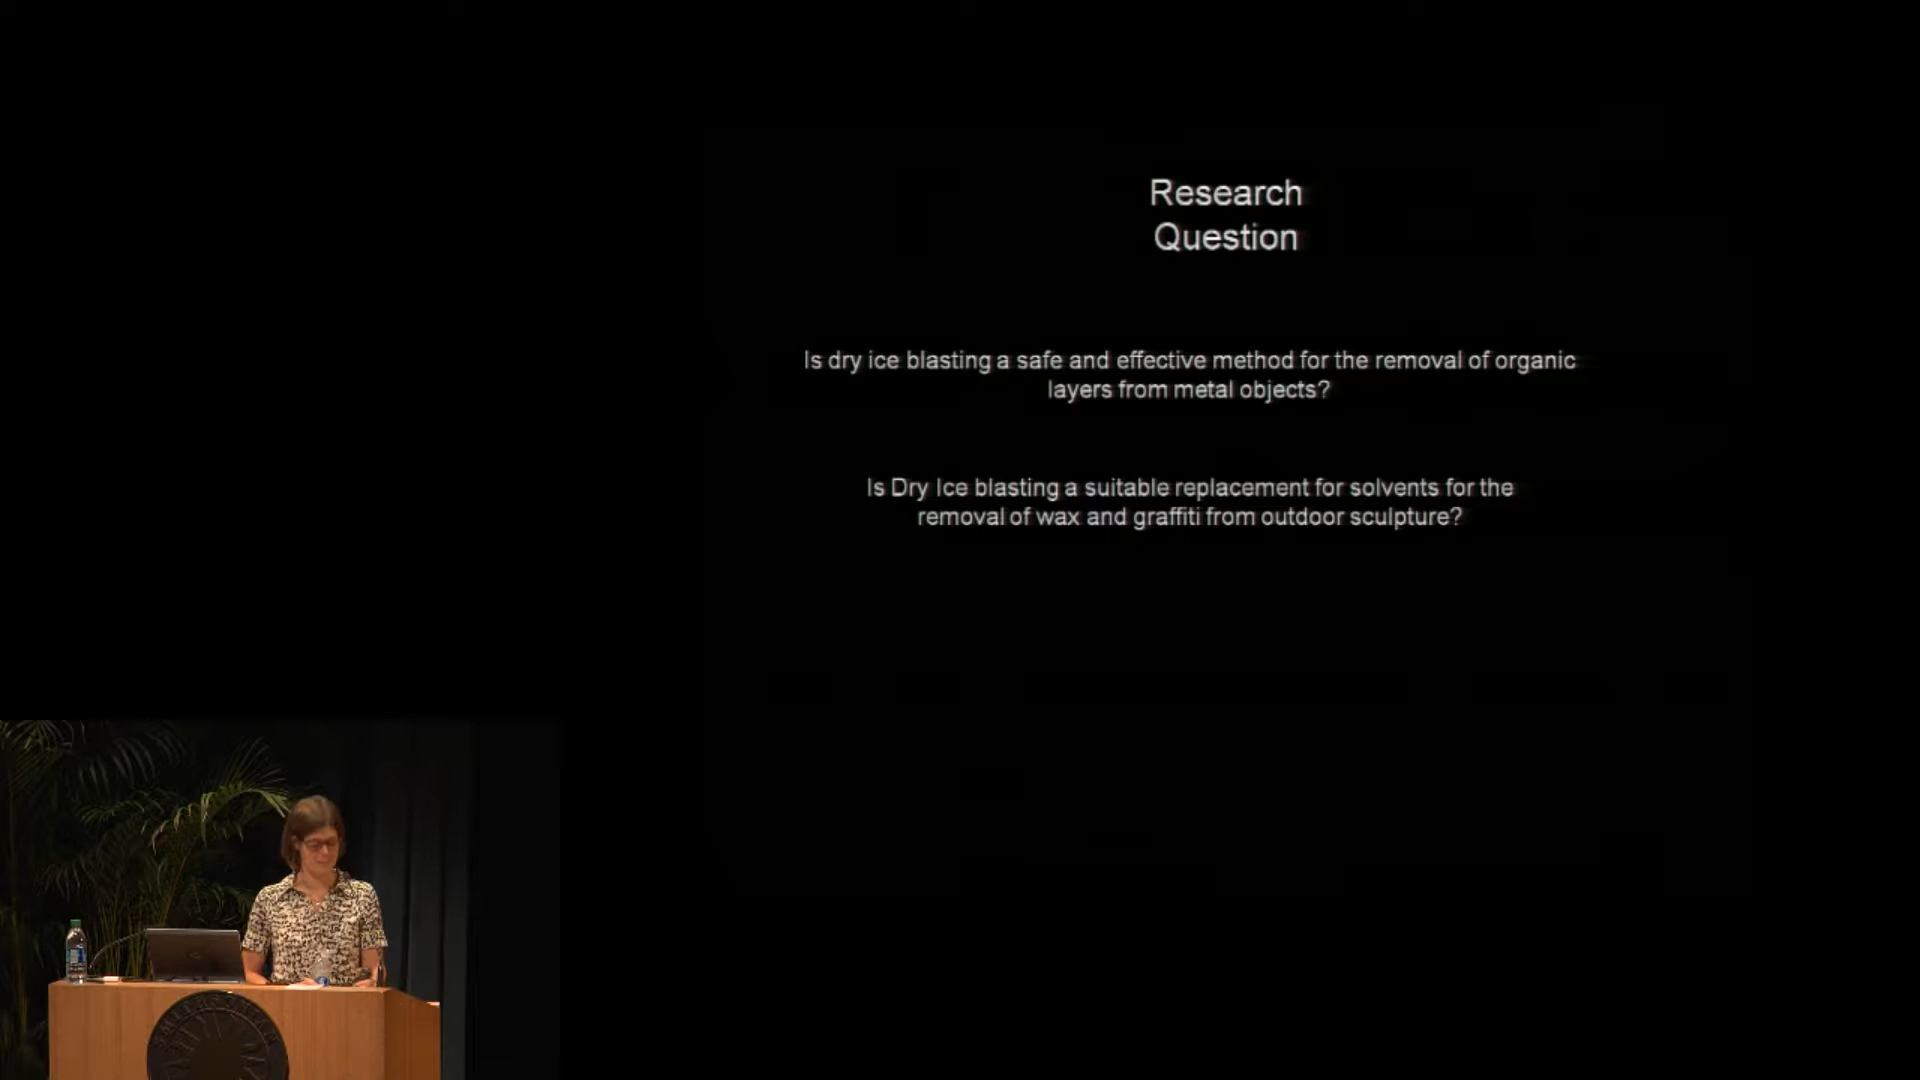 Research
Question
Is dry ice blasting a safe and effective method for the removal of organic
layers from metal objects?
Is Dry Ice blasting a suitable replacement for solvents for the
removal of wax and graffiti from outdoor sculpture?
SMITHSONIAN